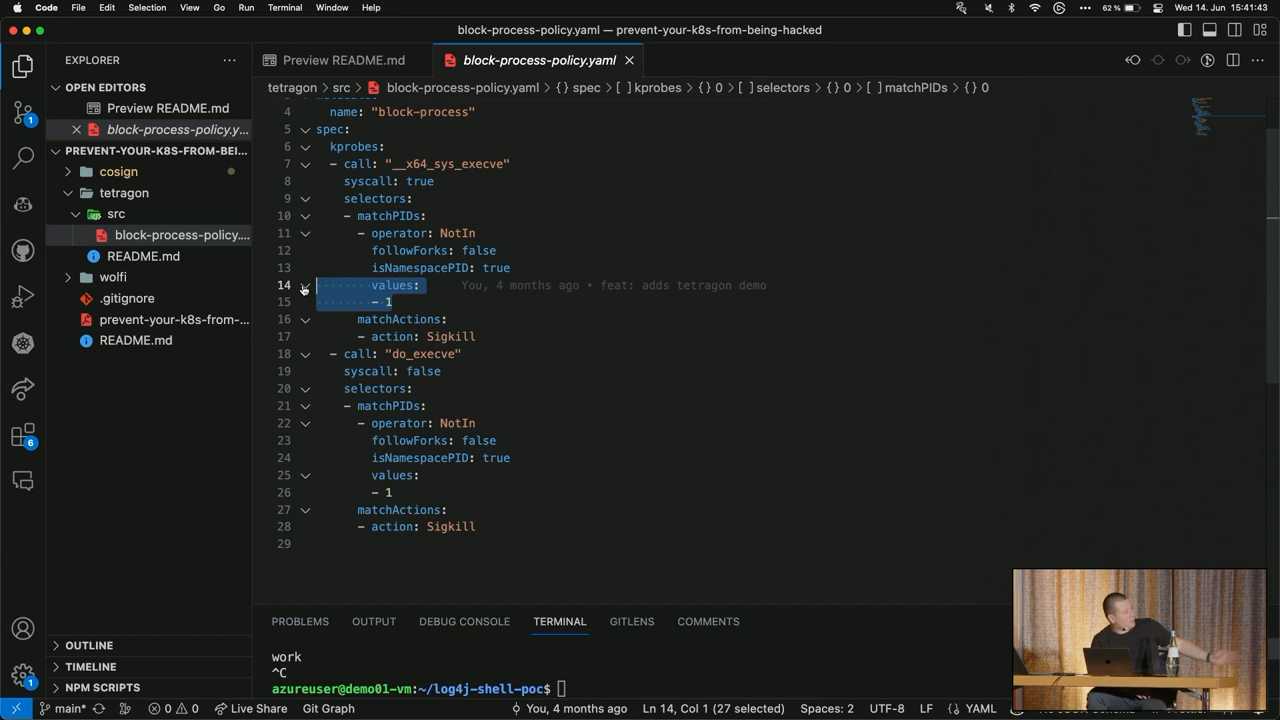 Code File Edit Selection View Go Run Terminal Window Help 62 % Wed 14. Jun 15:41:43
block-process-policy.yaml — prevent-your-k8s-from-being-hacked
EXPLORER
Preview README.md
block-process-policy.yaml
OPEN EDITORS
tetragon > src > block-process-policy.yaml > {} spec > [ ] kprobes > {} 0 > [ ] selectors > {} 0 > [ ] matchPIDs > {} 0
Preview README.md
block-process-policy.y...
PREVENT-YOUR-K8S-FROM-BEI...
cosign
tetragon
src
block-process-policy....
README.md
wolfi
.gitignore
prevent-your-k8s-from-...
README.md
4 name: "block-process"
5 spec:
6 kprobes:
7 - call: "__x64_sys_execve"
8 syscall: true
9 selectors:
10 - matchPIDs:
11 - operator: NotIn
12 followForks: false
13 isNamespacePID: true
14 values: You, 4 months ago • feat: adds tetragon demo
15 - 1
16 matchActions:
17 - action: Sigkill
18 - call: "do_execve"
19 syscall: false
20 selectors:
21 - matchPIDs:
22 - operator: NotIn
23 followForks: false
24 isNamespacePID: true
25 values:
26 - 1
27 matchActions:
28 - action: Sigkill
29
1
6
1
PROBLEMS OUTPUT DEBUG CONSOLE TERMINAL GITLENS COMMENTS
work
^C
azureuser@demo01-vm:~/log4j-shell-poc$
OUTLINE
TIMELINE
NPM SCRIPTS
main* 0 0 Live Share Git Graph You, 4 months ago Ln 14, Col 1 (27 selected) Spaces: 2 UTF-8 LF {} YAML